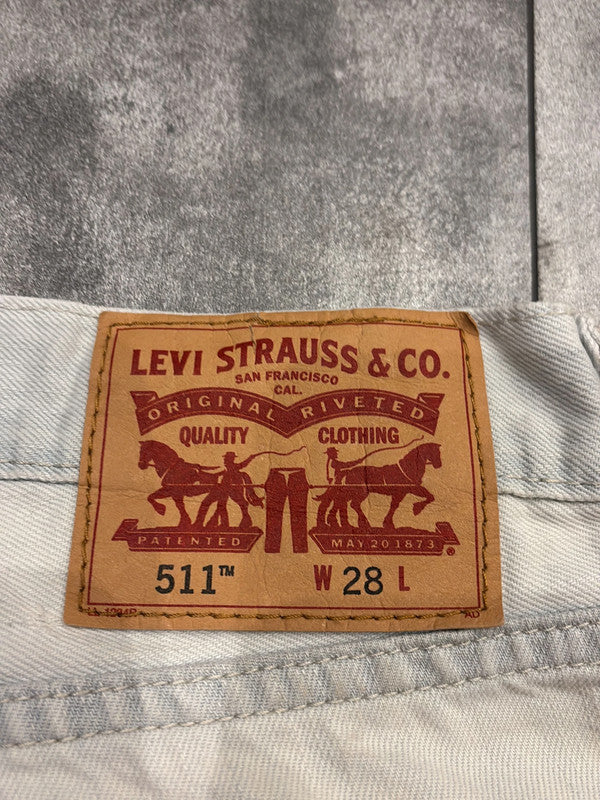 LEVI STRAUSS & CO.
SAN FRANCISCO
CAL.
ORIGINAL RIVETED
QUALITY CLOTHING
PATENTED MAY 20 1873 ®
511™ W 28 L